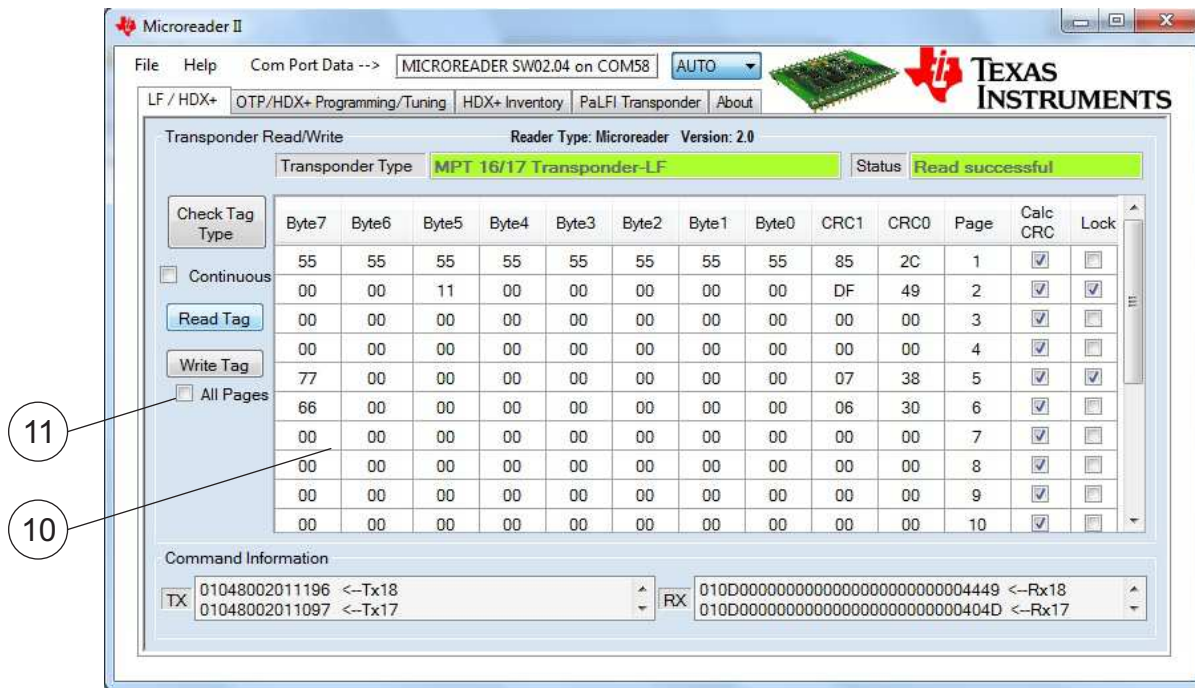 Microreader II
File Help Com Port Data --> MICROREADER SW02.04 on COM58 AUTO
TEXAS
INSTRUMENTS
LF / HDX+ OTP/HDX+ Programming/Tuning HDX+ Inventory PaLFI Transponder About
Transponder Read/Write Reader Type: Microreader Version: 2.0
Transponder Type MPT 16/17 Transponder-LF Status Read successful
Check Tag Type
Continuous
Read Tag
Write Tag
All Pages
Byte7 Byte6 Byte5 Byte4 Byte3 Byte2 Byte1 Byte0 CRC1 CRC0 Page Calc CRC Lock
55 55 55 55 55 55 55 55 85 2C 1
00 00 11 00 00 00 00 00 DF 49 2
00 00 00 00 00 00 00 00 00 00 3
00 00 00 00 00 00 00 00 00 00 4
77 00 00 00 00 00 00 00 07 38 5
66 00 00 00 00 00 00 00 06 30 6
00 00 00 00 00 00 00 00 00 00 7
00 00 00 00 00 00 00 00 00 00 8
00 00 00 00 00 00 00 00 00 00 9
00 00 00 00 00 00 00 00 00 00 10
11
10
Command Information
TX
01048002011196 <--Tx18
01048002011097 <--Tx17
RX
010D0000000000000000000000004449 <--Rx18
010D000000000000000000000000404D <--Rx17